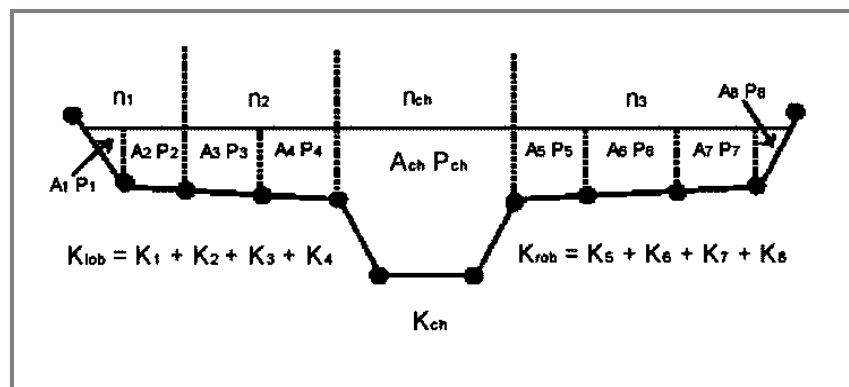 n1 n2 nch n3 A8 P8
A2 P2 A3 P3 A4 P4 Ach Pch A5 P5 A6 P6 A7 P7
A1 P1
Klob = K1 + K2 + K3 + K4 Krob = K5 + K6 + K7 + K8
Kch